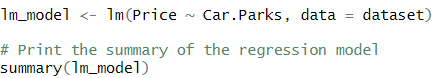 lm_model <- lm(Price ~ Car.Parks, data = dataset)
# Print the summary of the regression model
summary(lm_model)